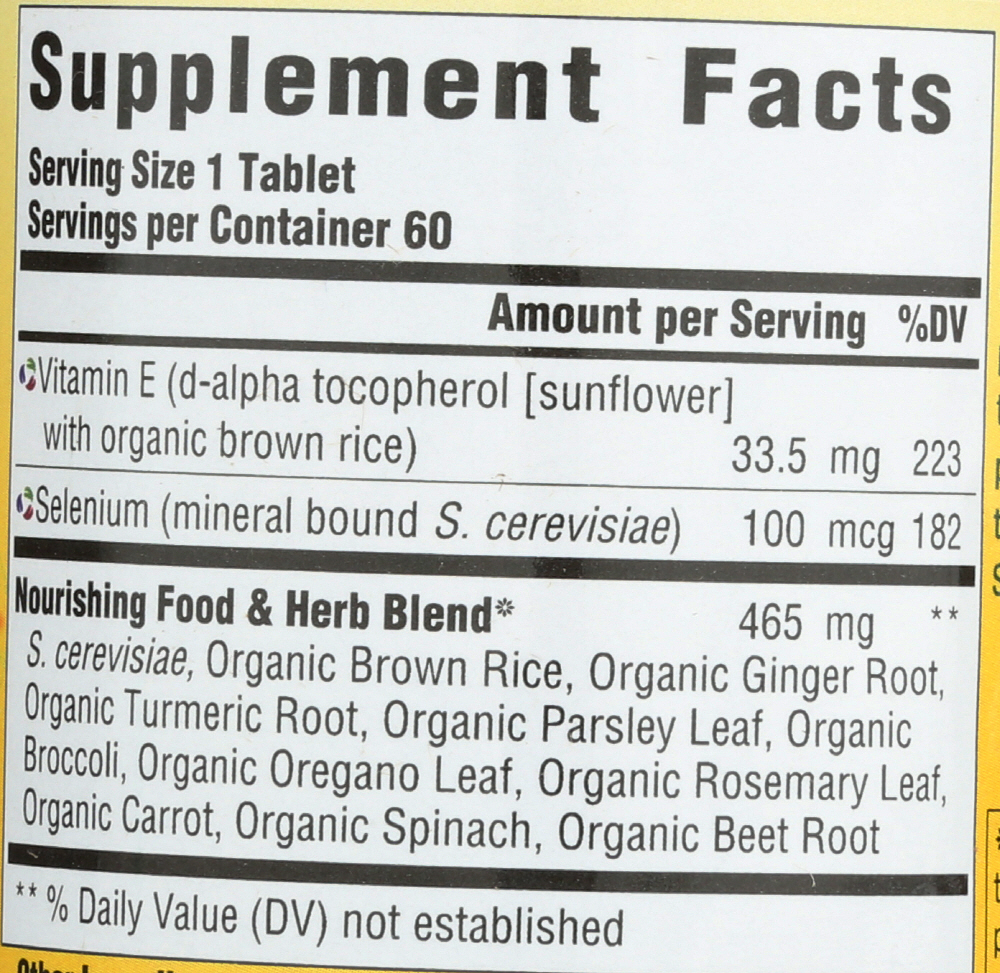 Supplement Facts
Serving Size 1 Tablet
Servings per Container 60
Amount per Serving %DV
Vitamin E (d-alpha tocopherol [sunflower]
with organic brown rice) 33.5 mg 223
Selenium (mineral bound S. cerevisiae) 100 mcg 182
Nourishing Food & Herb Blend* 465 mg **
S. cerevisiae, Organic Brown Rice, Organic Ginger Root,
Organic Turmeric Root, Organic Parsley Leaf, Organic
Broccoli, Organic Oregano Leaf, Organic Rosemary Leaf,
Organic Carrot, Organic Spinach, Organic Beet Root
** % Daily Value (DV) not established